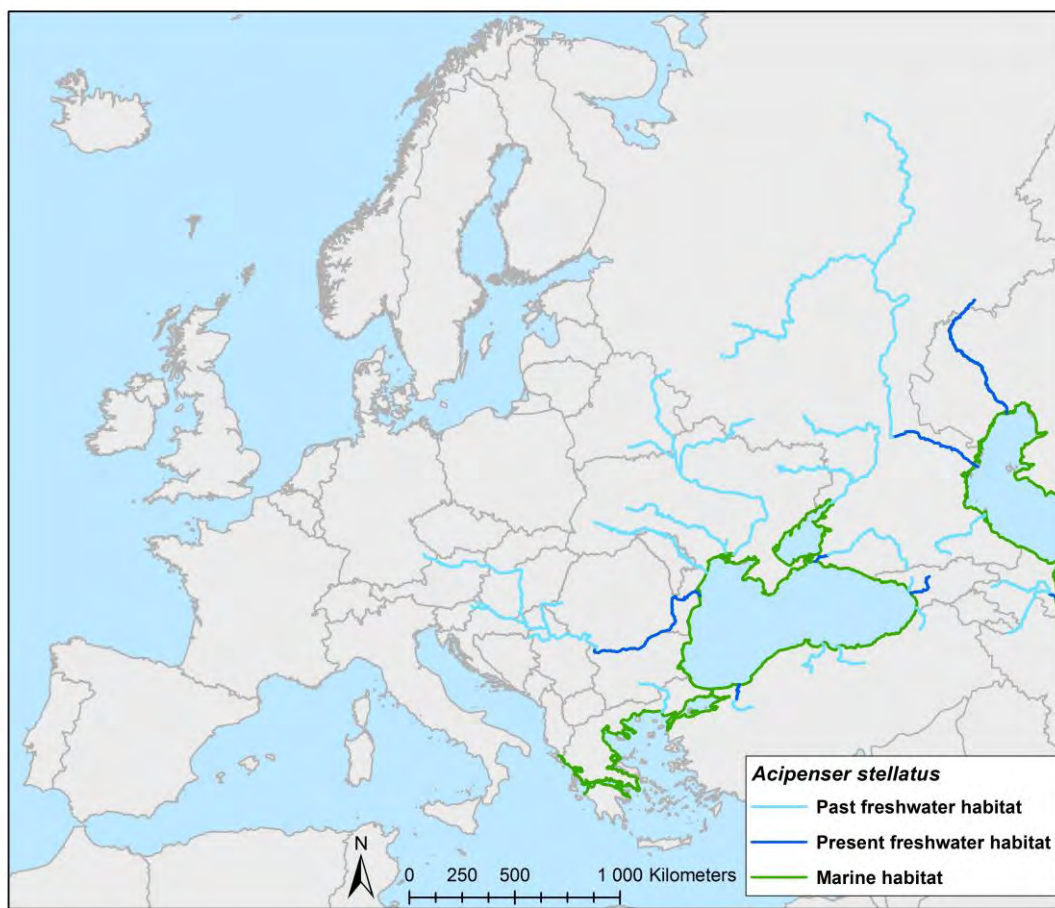 Acipenser stellatus
Past freshwater habitat
Present freshwater habitat
Marine habitat
N
0 250 500 1 000 Kilometers